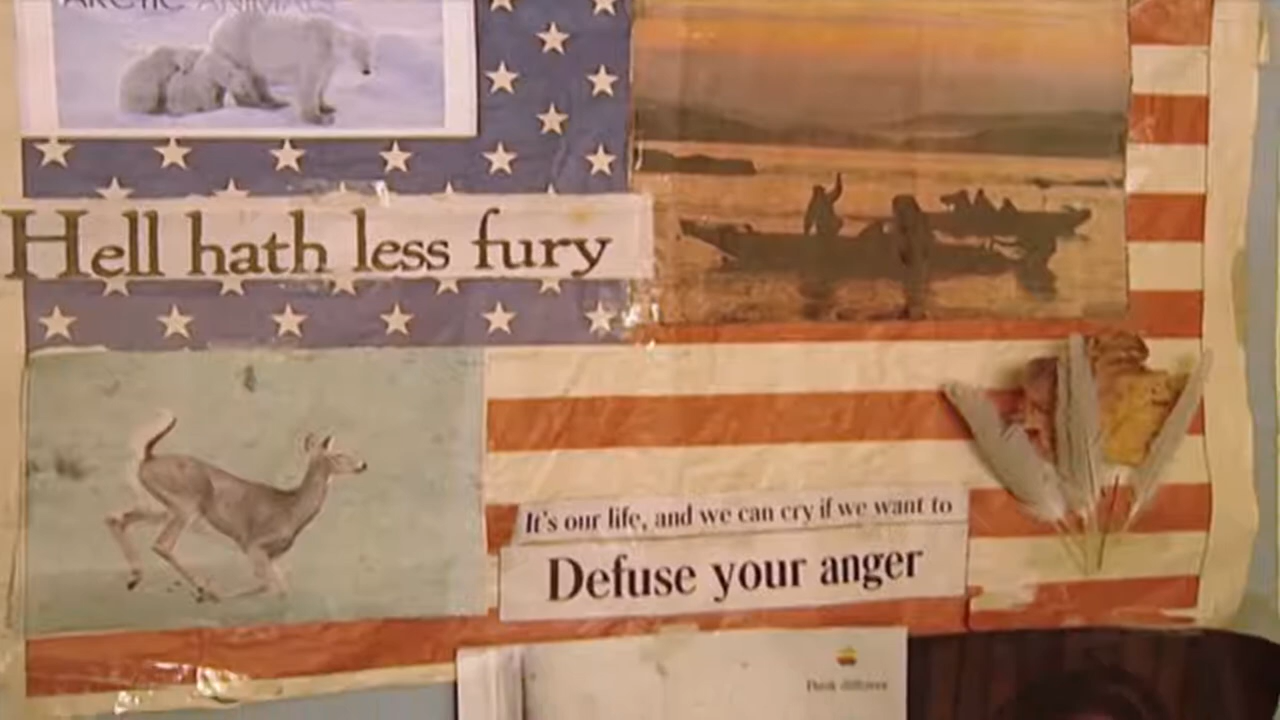 ARCTIC ANIMALS
Hell hath less fury
It's our life, and we can cry if we want to
Defuse your anger
Think different.